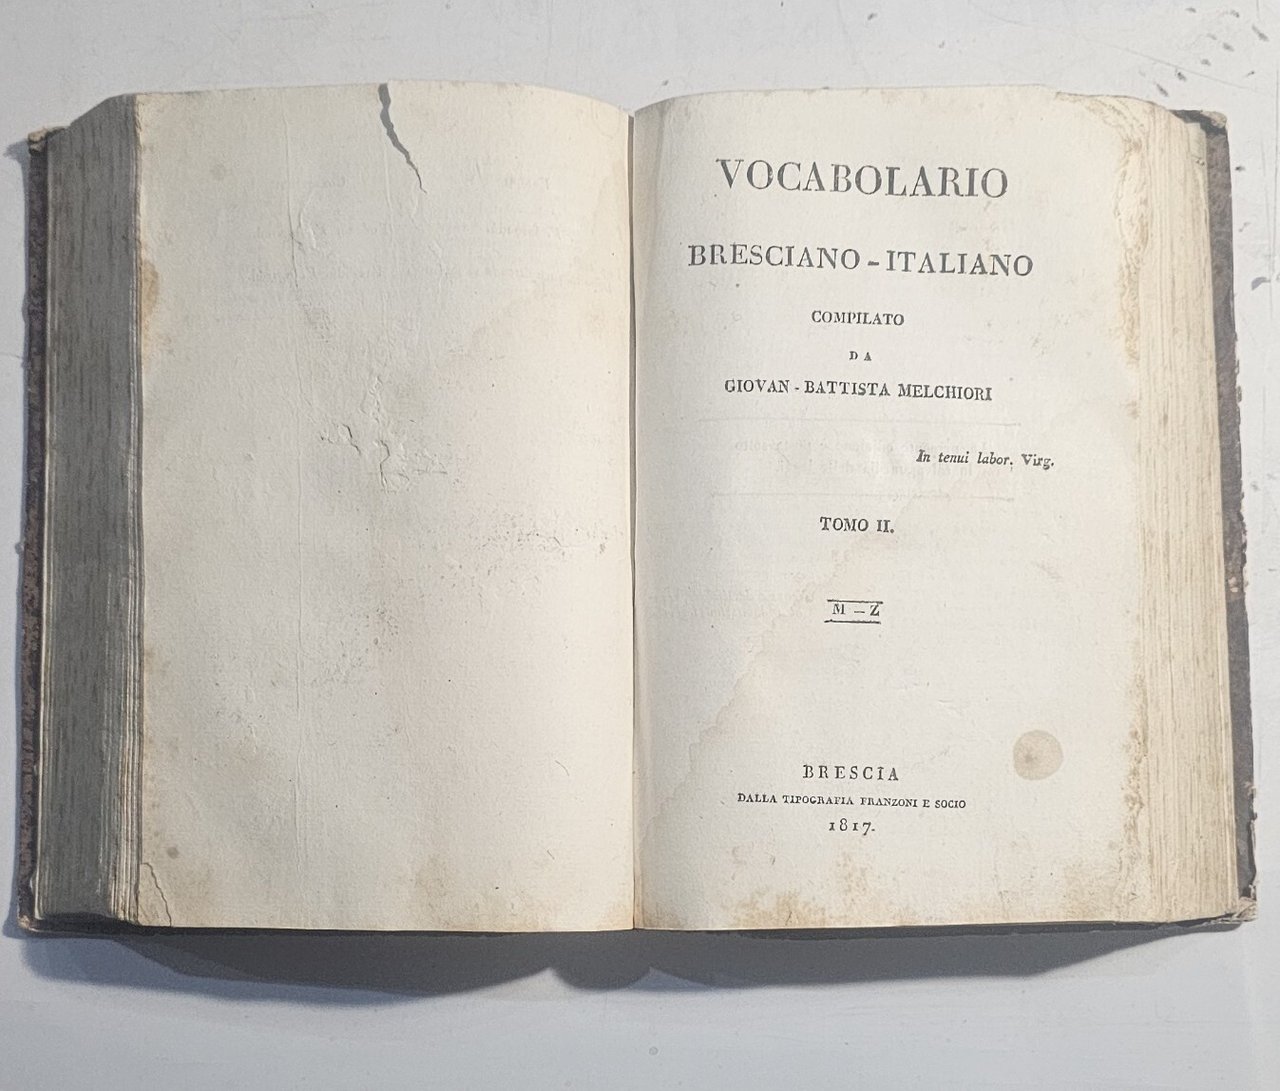 VOCABOLARIO
BRESCIANO-ITALIANO
COMPILATO
DA
GIOVAN-BATTISTA MELCHIORI
In tenui labor. Virg.
TOMO II.
M — Z
BRESCIA
DALLA TIPOGRAFIA FRANZONI E SOCIO
1817.